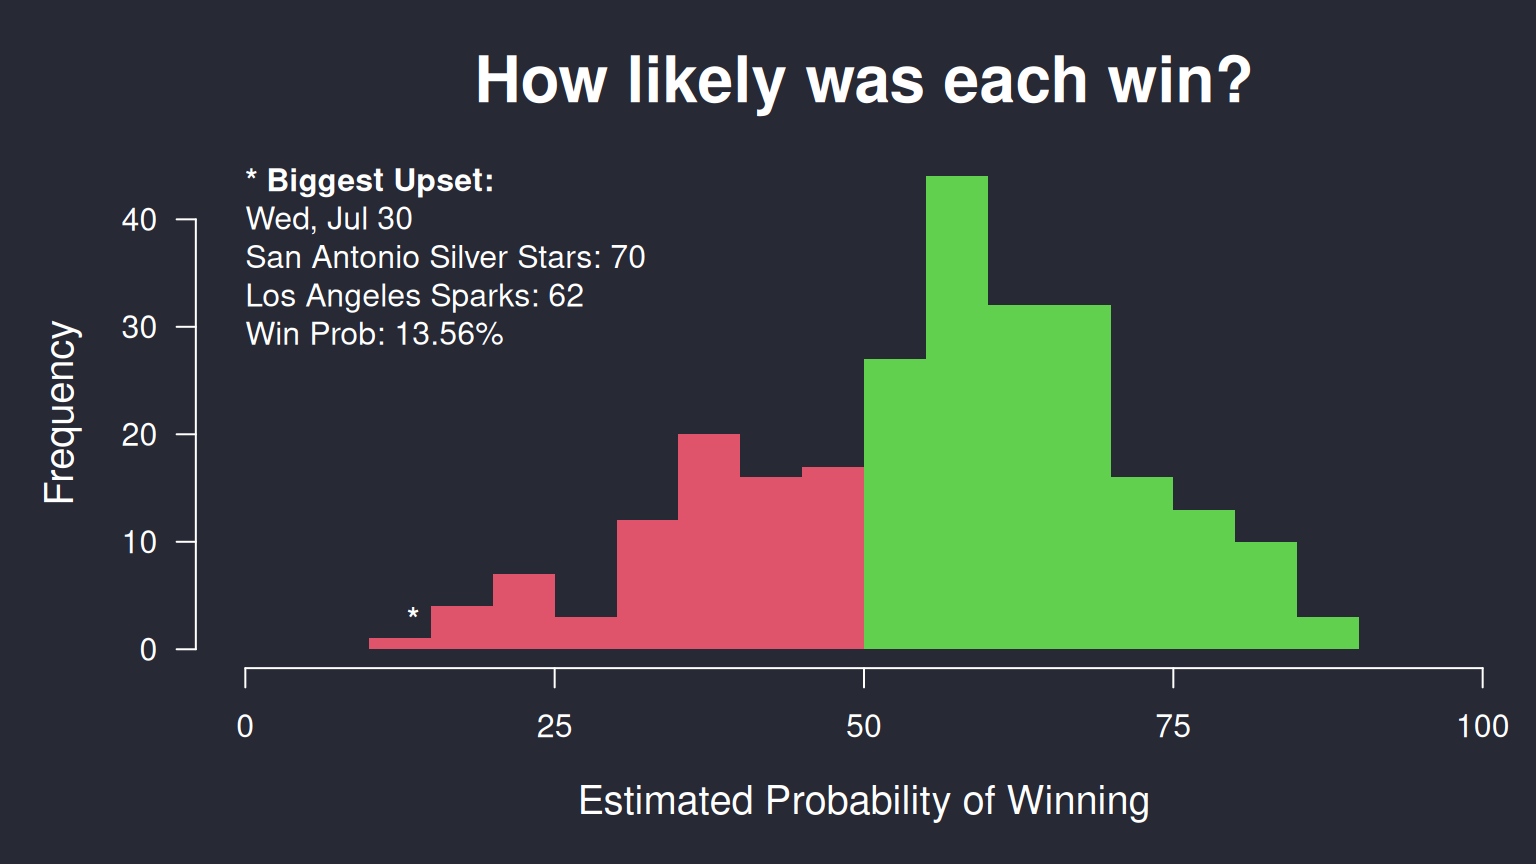 How likely was each win?
* Biggest Upset:
Wed, Jul 30
San Antonio Silver Stars: 70
Los Angeles Sparks: 62
Win Prob: 13.56%
Frequency
40
30
20
10
0
*
0 25 50 75 100
Estimated Probability of Winning